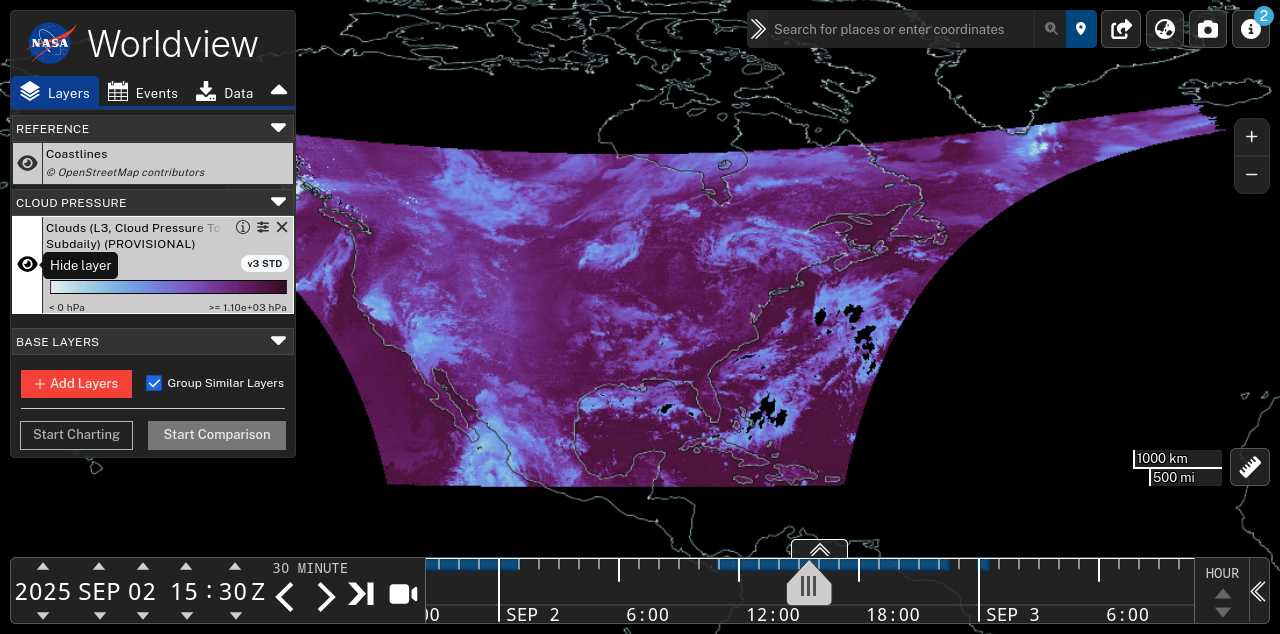 NASA Worldview
Search for places or enter coordinates
2
Layers Events Data
REFERENCE
Coastlines
© OpenStreetMap contributors
CLOUD PRESSURE
Clouds (L3, Cloud Pressure To
Subdaily) (PROVISIONAL)
Hide layer
v3 STD
< 0 hPa >= 1.10e+03 hPa
BASE LAYERS
+ Add Layers Group Similar Layers
Start Charting Start Comparison
1000 km
500 mi
30 MINUTE
2025 SEP 02 15 : 30 Z
HOUR
00 SEP 2 6:00 12:00 18:00 SEP 3 6:00